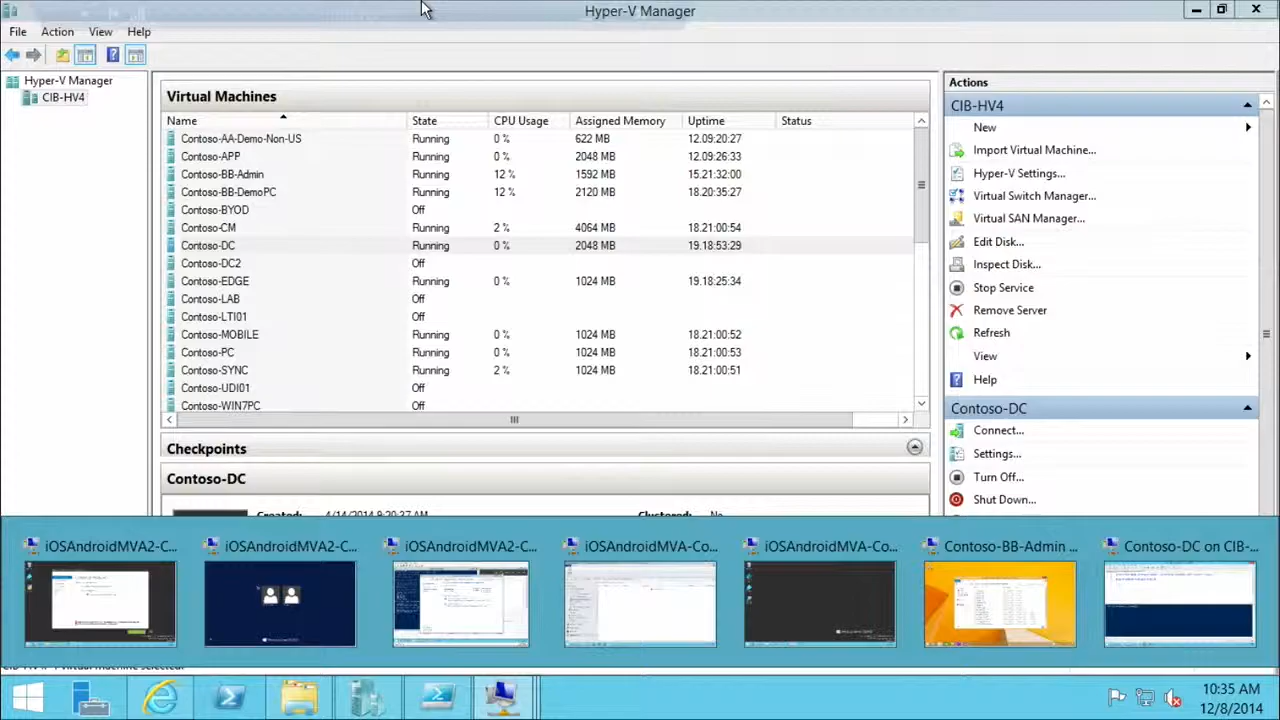 Hyper-V Manager
File Action View Help
Hyper-V Manager
CIB-HV4
Virtual Machines
Name State CPU Usage Assigned Memory Uptime Status
Contoso-AA-Demo-Non-US Running 0 % 622 MB 12.09:20:27
Contoso-APP Running 0 % 2048 MB 12.09:26:33
Contoso-BB-Admin Running 12 % 1592 MB 15.21:32:00
Contoso-BB-DemoPC Running 12 % 2120 MB 18.20:35:27
Contoso-BYOD Off
Contoso-CM Running 2 % 4064 MB 18.21:00:54
Contoso-DC Running 0 % 2048 MB 19.18:53:29
Contoso-DC2 Off
Contoso-EDGE Running 0 % 1024 MB 19.18:25:34
Contoso-LAB Off
Contoso-LTI01 Off
Contoso-MOBILE Running 0 % 1024 MB 18.21:00:52
Contoso-PC Running 0 % 1024 MB 18.21:00:53
Contoso-SYNC Running 2 % 1024 MB 18.21:00:51
Contoso-UDI01 Off
Contoso-WIN7PC Off
Checkpoints
Contoso-DC
Created: 4/14/2014 9:20:37 AM Clustered: No
Actions
CIB-HV4
New
Import Virtual Machine...
Hyper-V Settings...
Virtual Switch Manager...
Virtual SAN Manager...
Edit Disk...
Inspect Disk...
Stop Service
Remove Server
Refresh
View
Help
Contoso-DC
Connect...
Settings...
Turn Off...
Shut Down...
iOSAndroidMVA2-C... iOSAndroidMVA2-C... iOSAndroidMVA2-C... iOSAndroidMVA-Co... iOSAndroidMVA-Co... Contoso-BB-Admin ... Contoso-DC on CIB-...
10:35 AM
12/8/2014